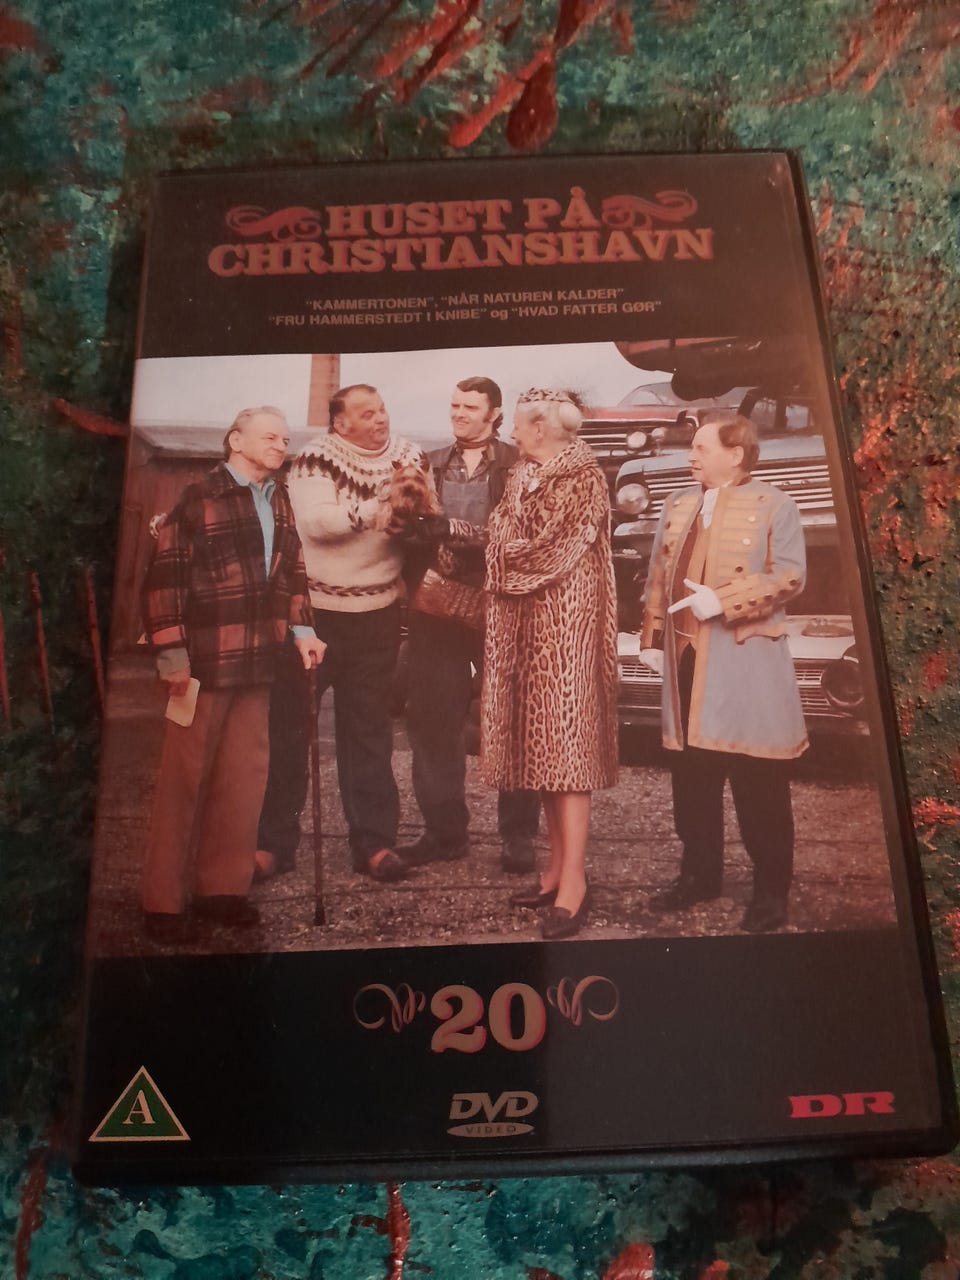 HUSET PÅ
CHRISTIANSHAVN
"KAMMERTONEN", "NÅR NATUREN KALDER"
"FRU HAMMERSTEDT I KNIBE" og "HVAD FATTER GØR"
20
A
DVD
VIDEO
DR